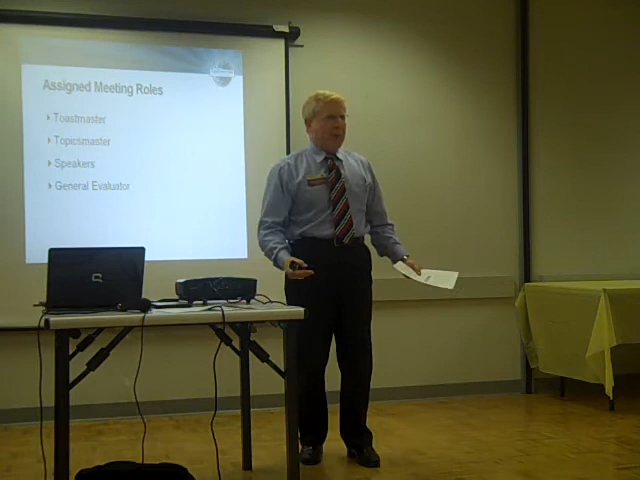 Assigned Meeting Roles
Toastmaster
Topicsmaster
Speakers
General Evaluator